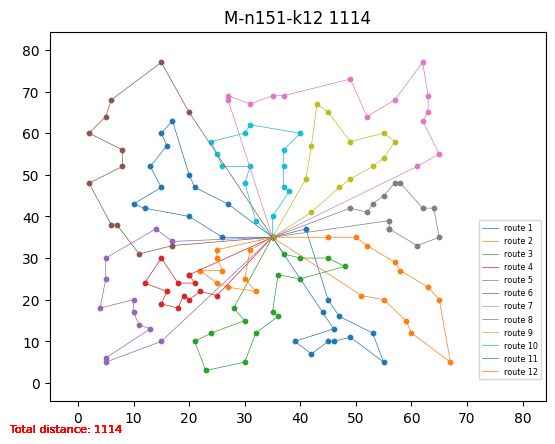 M-n151-k12 1114
80
70
60
50
40
30
20
10
0
route 1
route 2
route 3
route 4
route 5
route 6
route 7
route 8
route 9
route 10
route 11
route 12
0 10 20 30 40 50 60 70 80
Total distance: 1114